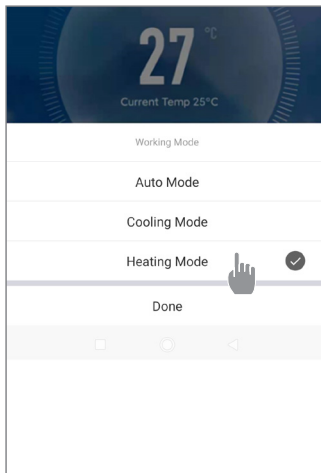 27 °C
Current Temp 25°C
Working Mode
Auto Mode
Cooling Mode
Heating Mode
Done